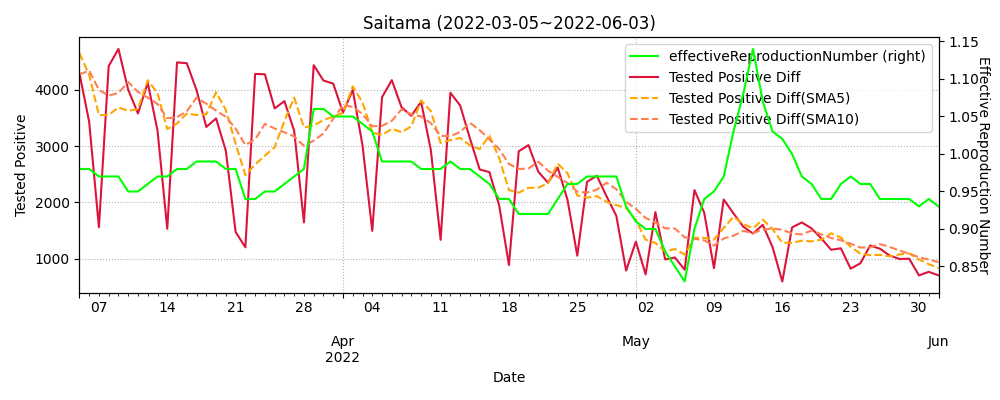 Saitama (2022-03-05~2022-06-03)
effectiveReproductionNumber (right)
Tested Positive Diff
Tested Positive Diff(SMA5)
Tested Positive Diff(SMA10)
Tested Positive
4000
3000
2000
1000
1.15
1.10
1.05
1.00
0.95
0.90
0.85
Effective Reproduction Number
07 14 21 28 04 11 18 25 02 09 16 23 30
Apr May Jun
2022
Date